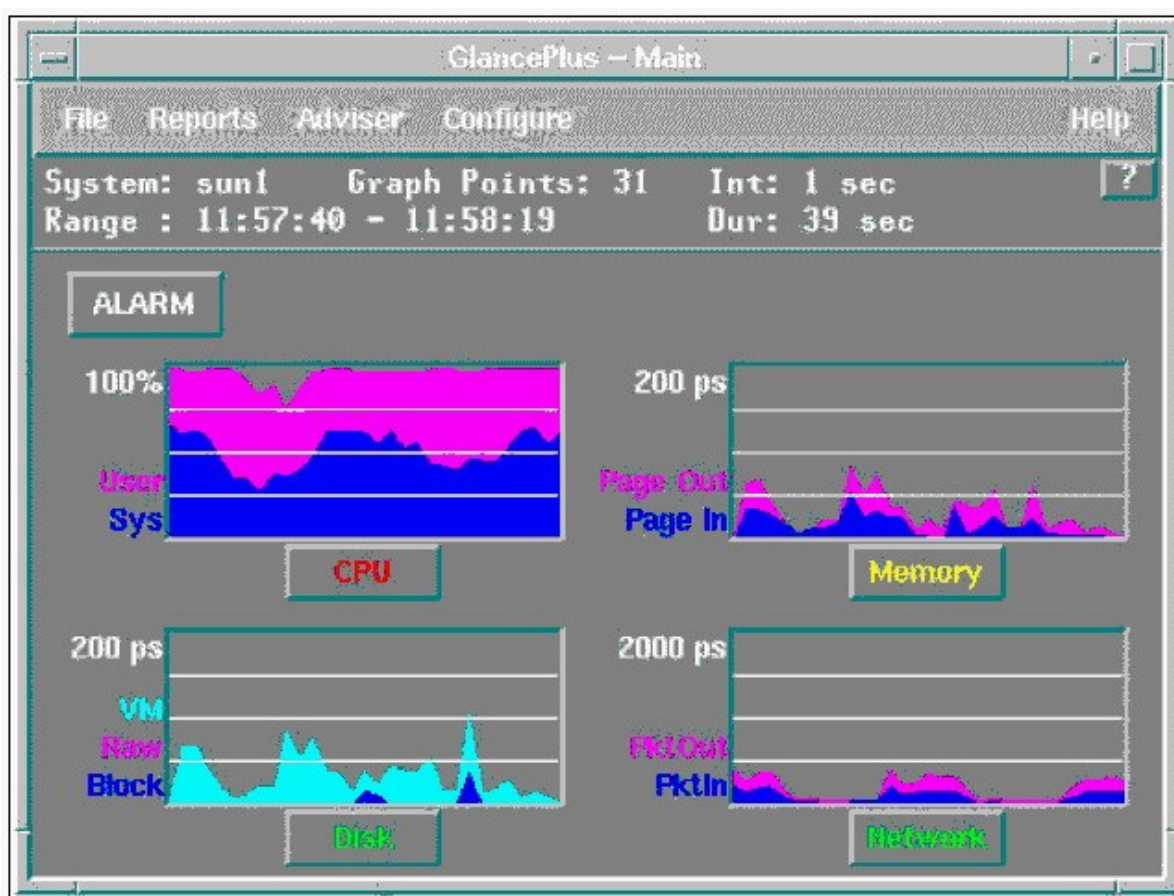 GlancePlus – Main
File Reports Adviser Configure Help
System: sun1 Graph Points: 31 Int: 1 sec ?
Range : 11:57:40 - 11:58:19 Dur: 39 sec
ALARM
100%
User
Sys
CPU
200 ps
Page Out
Page In
Memory
200 ps
VM
Raw
Block
Disk
2000 ps
PktOut
PktIn
Network